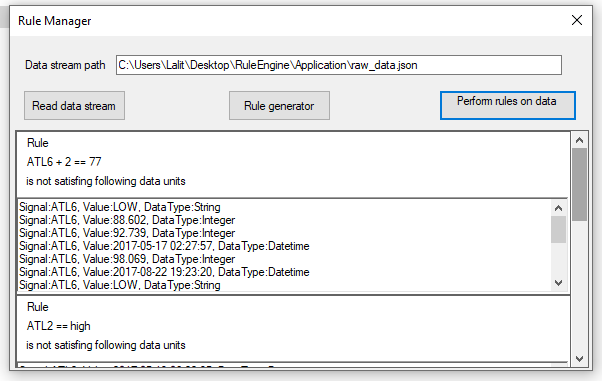 Rule Manager
Data stream path C:\Users\Lalit\Desktop\RuleEngine\Application\raw_data.json
Read data stream Rule generator Perform rules on data
Rule
ATL6 + 2 == 77
is not satisfying following data units
Signal:ATL6, Value:LOW, DataType:String
Signal:ATL6, Value:88.602, DataType:Integer
Signal:ATL6, Value:92.739, DataType:Integer
Signal:ATL6, Value:2017-05-17 02:27:57, DataType:Datetime
Signal:ATL6, Value:98.069, DataType:Integer
Signal:ATL6, Value:2017-08-22 19:23:20, DataType:Datetime
Signal:ATL6, Value:LOW, DataType:String
Rule
ATL2 == high
is not satisfying following data units